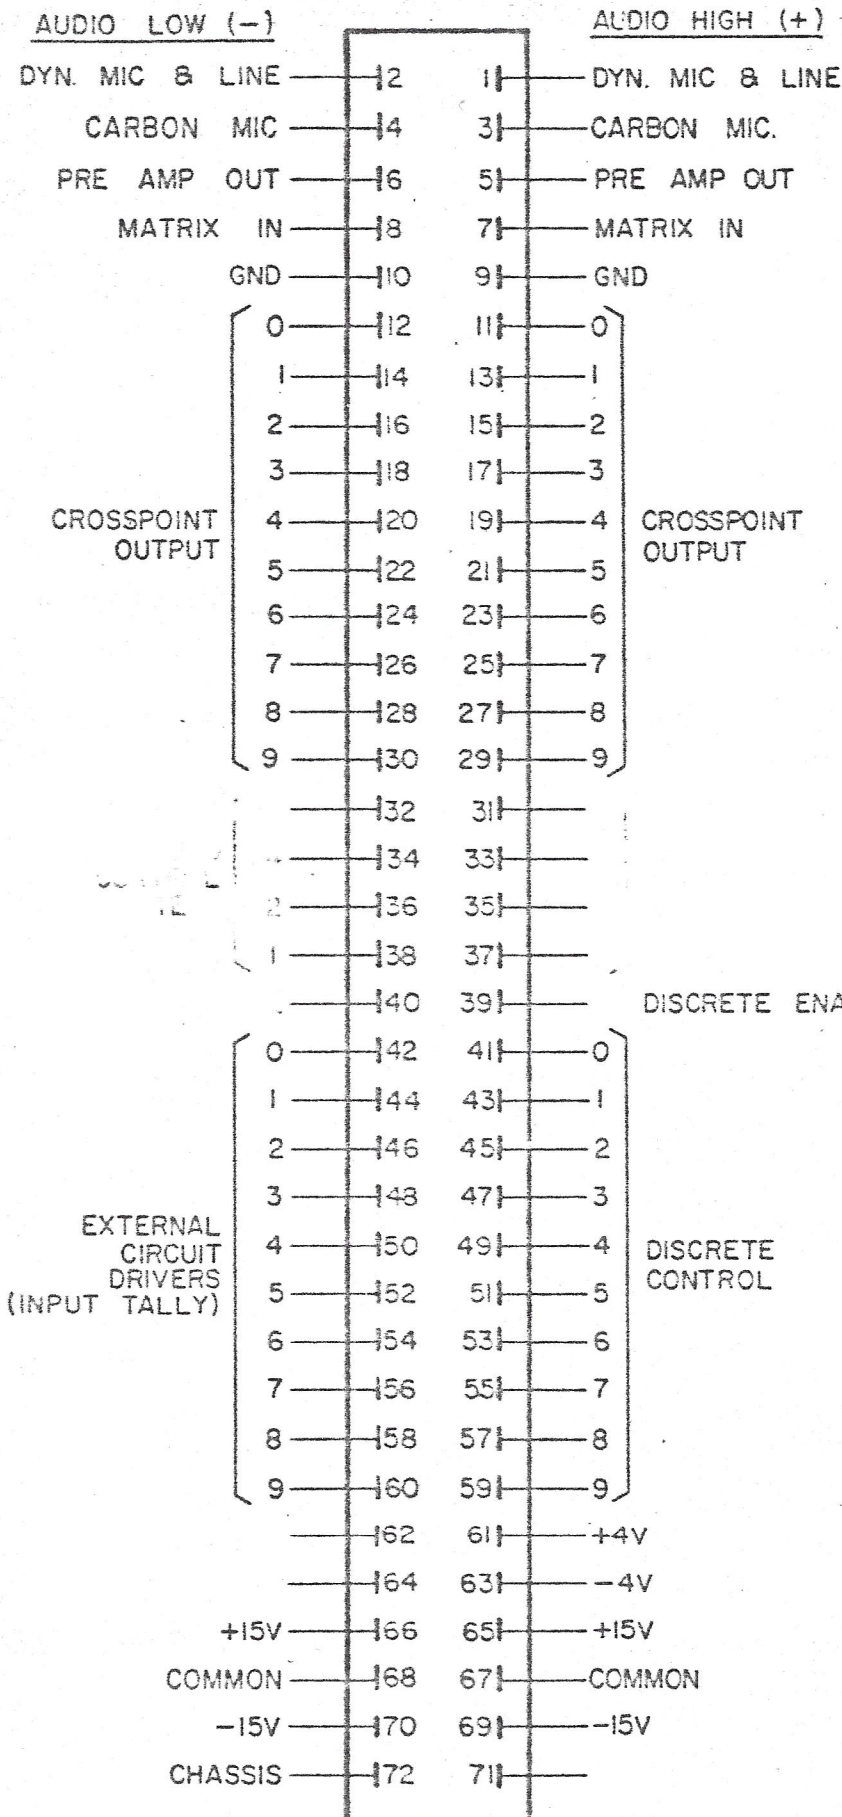 AUDIO LOW (-) AUDIO HIGH (+)
DYN. MIC & LINE 2 1 DYN. MIC & LINE
CARBON MIC 4 3 CARBON MIC.
PRE AMP OUT 6 5 PRE AMP OUT
MATRIX IN 8 7 MATRIX IN
GND 10 9 GND
0 12 11 0
1 14 13 1
2 16 15 2
3 18 17 3
CROSSPOINT 4 20 19 4 CROSSPOINT
OUTPUT OUTPUT
5 22 21 5
6 24 23 6
7 26 25 7
8 28 27 8
9 30 29 9
32 31
34 33
2 36 35
1 38 37
40 39 DISCRETE ENA
0 42 41 0
1 44 43 1
2 46 45 2
3 48 47 3
EXTERNAL
CIRCUIT 4 50 49 4 DISCRETE
DRIVERS CONTROL
(INPUT TALLY) 5 52 51 5
6 54 53 6
7 56 55 7
8 58 57 8
9 60 59 9
62 61 +4V
64 63 -4V
+15V 66 65 +15V
COMMON 68 67 COMMON
-15V 70 69 -15V
CHASSIS 72 71